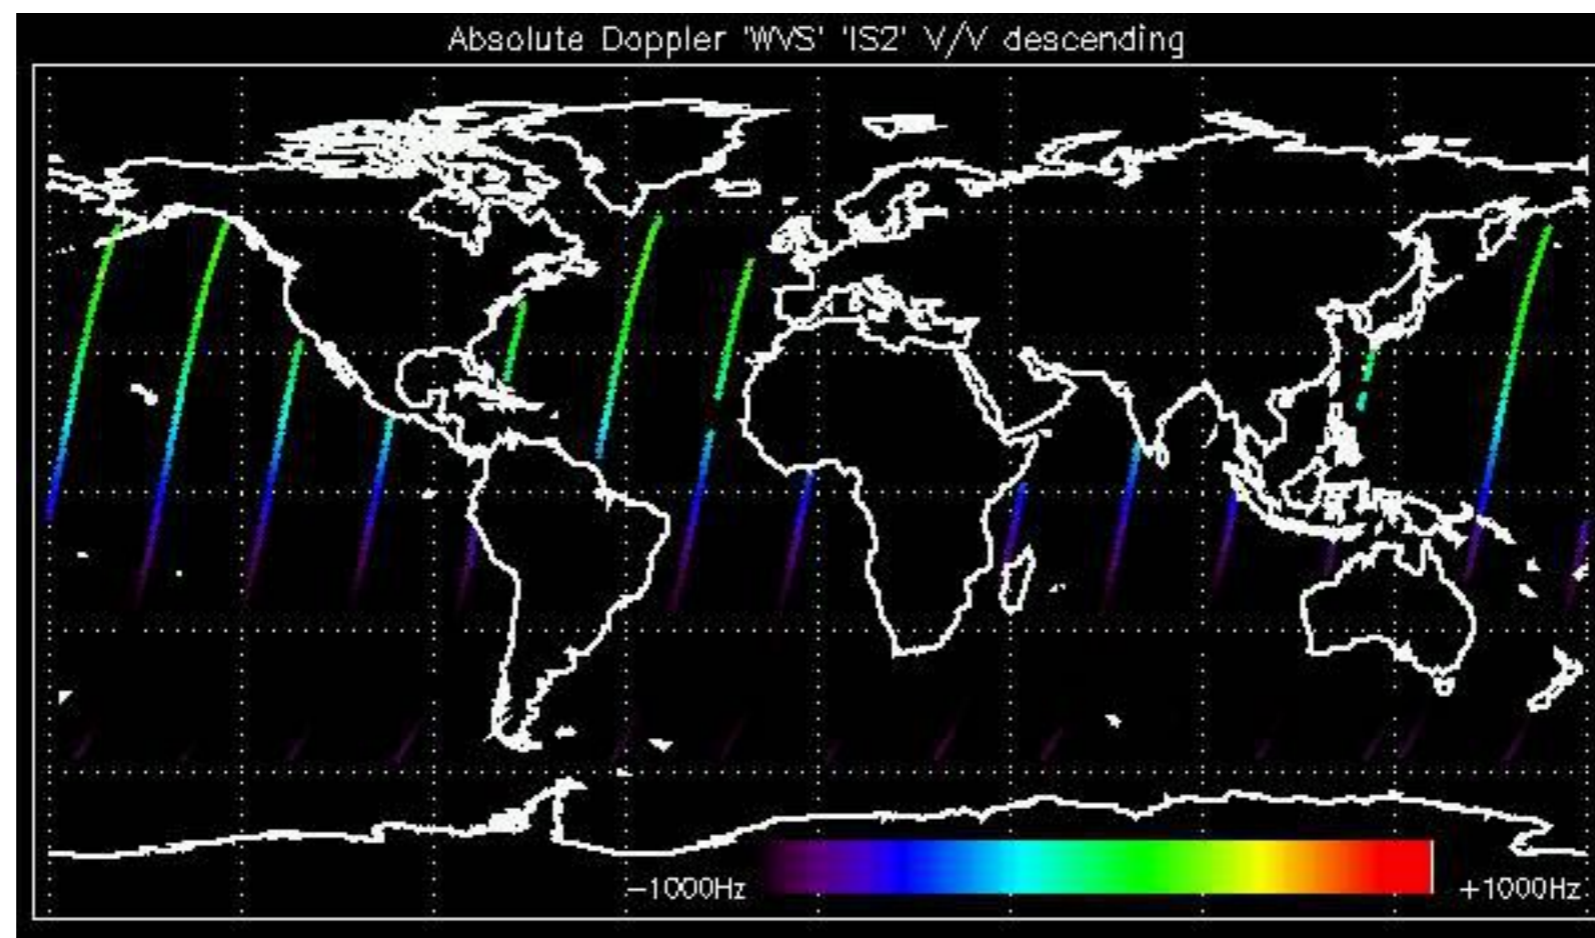 Absolute Doppler 'WVS' 'IS2' V/V descending
-1000Hz +1000Hz